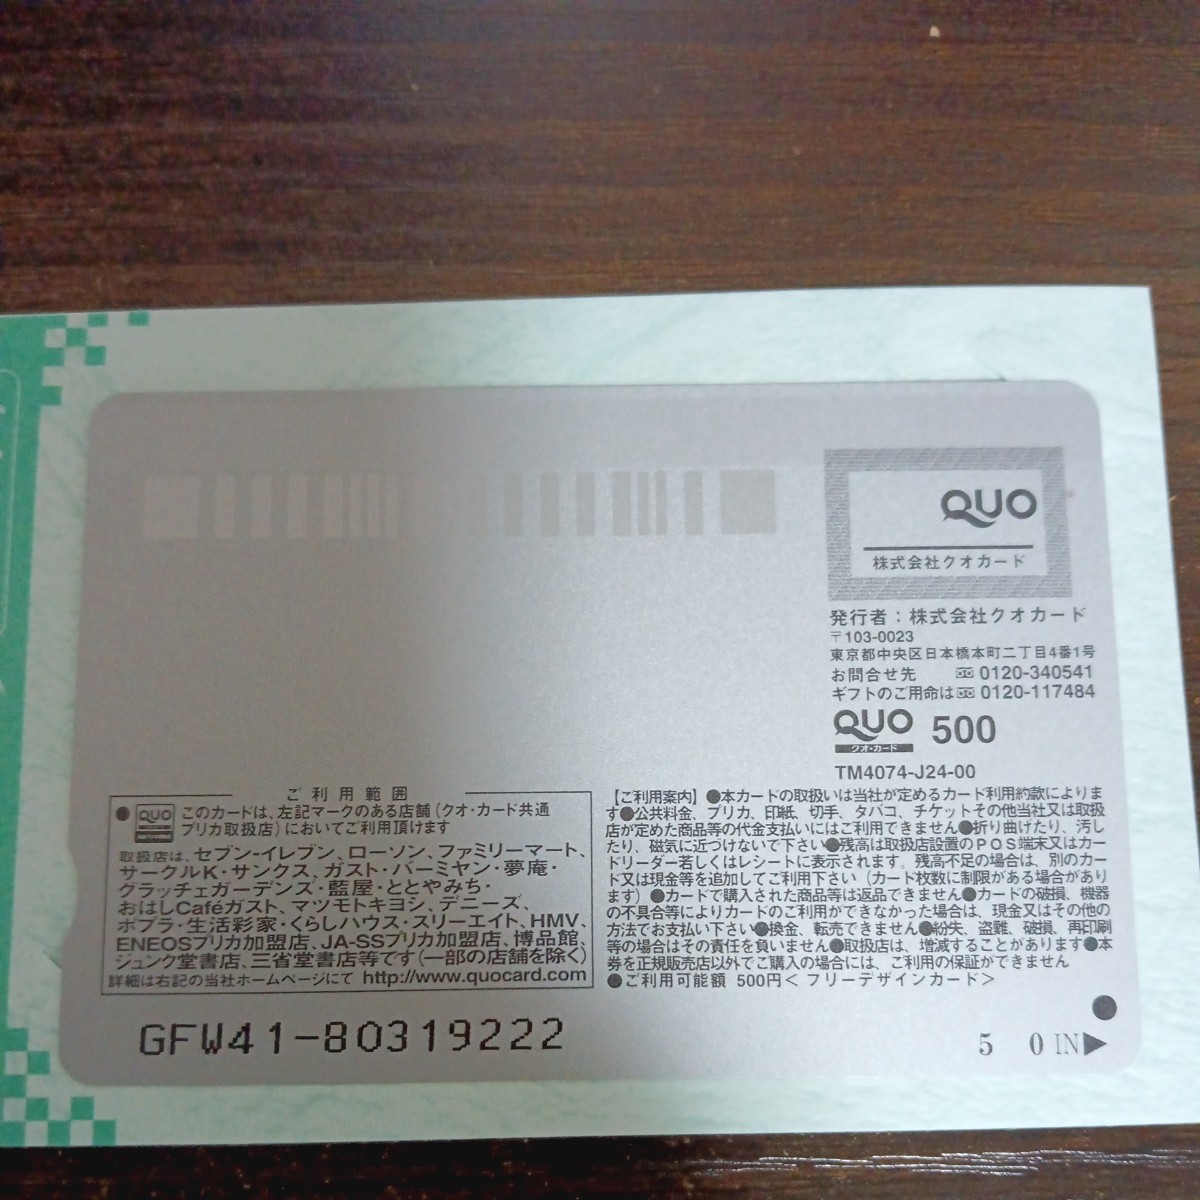 QUO
株式会社クオカード
発行者：株式会社クオカード
〒103-0023
東京都中央区日本橋本町二丁目4番1号
お問合せ先 0120-340541
ギフトのご用命は 0120-117484
QUO 500
クオ・カード
TM4074-J24-00
ご利用範囲
●QUO このカードは、左記マークのある店舗（クオ・カード共通
プリカ取扱店）においてご利用頂けます
取扱店は、セブン-イレブン、ローソン、ファミリーマート、
サークルK・サンクス、ガスト・バーミヤン・夢庵・
グラッチェガーデンズ・藍屋・ととやみち・
おはしCaféガスト、マツモトキヨシ、デニーズ、
ポプラ・生活彩家・くらしハウス・スリーエイト、HMV、
ENEOSプリカ加盟店、JA-SSプリカ加盟店、博品館、
ジュンク堂書店、三省堂書店等です（一部の店舗を除く）
詳細は右記の当社ホームページにて http://www.quocard.com
【ご利用案内】●本カードの取扱いは当社が定めるカード利用約款によりま
す●公共料金、プリカ、印紙、切手、タバコ、チケットその他当社又は取扱
店が定めた商品等の代金支払いにはご利用できません●折り曲げたり、汚し
たり、磁気に近づけないで下さい●残高は取扱店設置のＰＯＳ端末又はカー
ドリーダー若しくはレシートに表示されます。残高不足の場合は、別のカー
ド又は現金等を追加してご利用下さい（カード枚数に制限がある場合があり
ます）●カードで購入された商品等は返品できません●カードの破損、機器
の不具合等によりカードのご利用ができなかった場合は、現金又はその他の
方法でお支払い下さい●換金、転売できません●紛失、盗難、破損、再印刷
等の場合はその責任を負いません●取扱店は、増減することがあります●本
券を正規販売店以外でご購入の場合には、ご利用の保証ができません
●ご利用可能額 500円＜フリーデザインカード＞
GFW41-80319222
5 0 IN▶